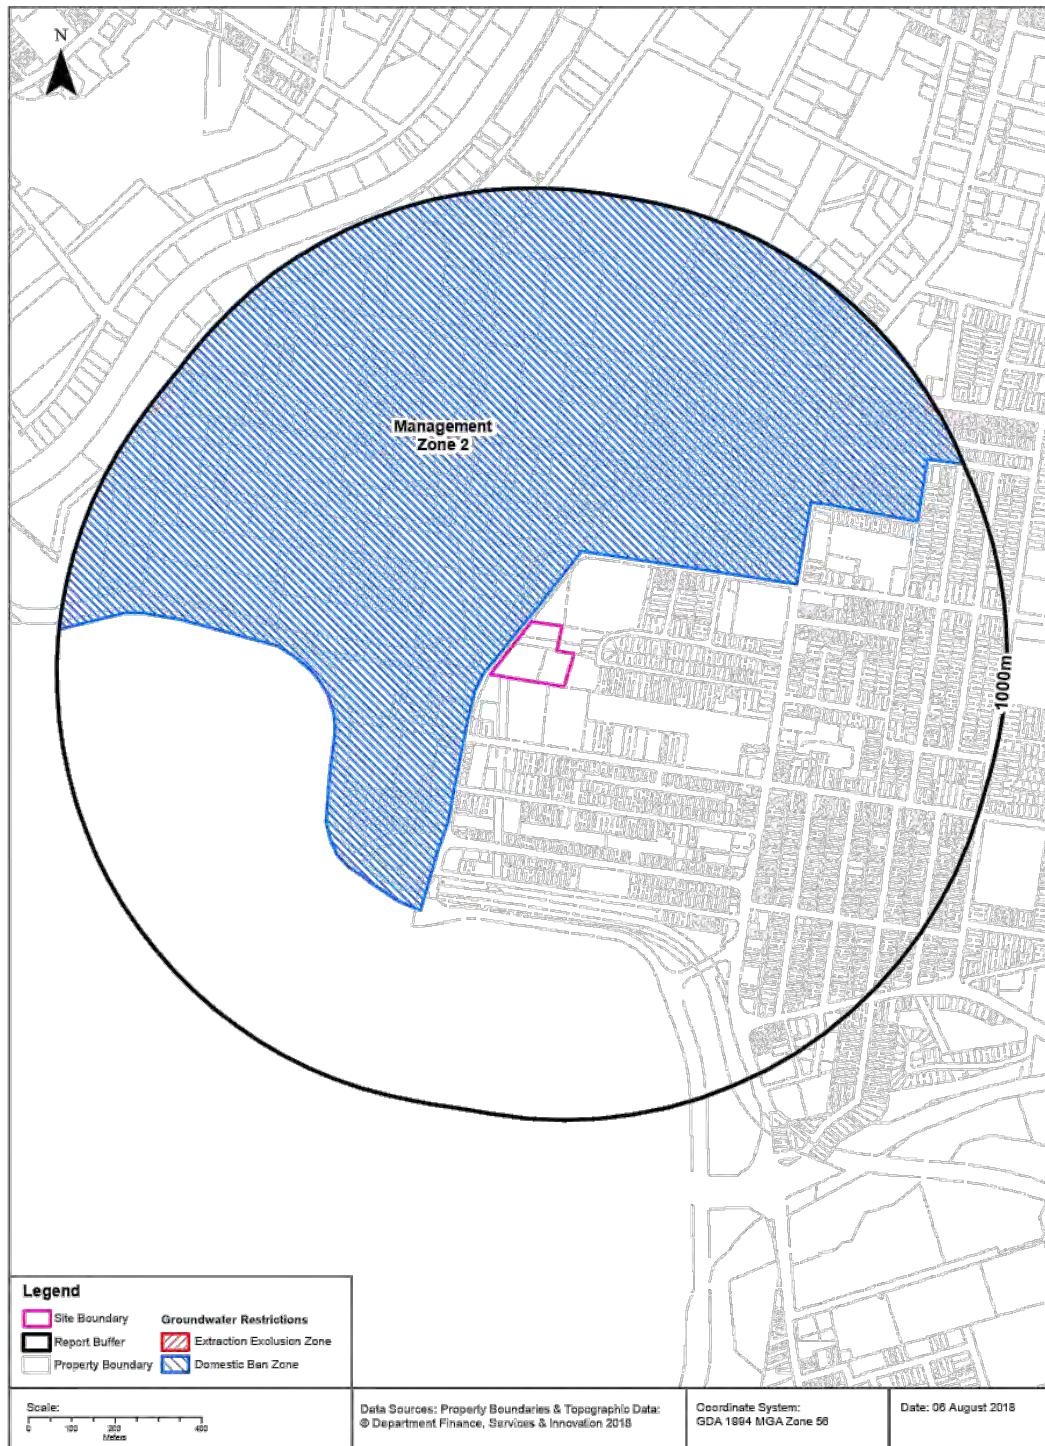 N
Management
Zone 2
1000m
Legend
Site Boundary
Report Buffer
Property Boundary
Groundwater Restrictions
Extraction Exclusion Zone
Domestic Ban Zone
Scale:
0 100 200 400
Meters
Data Sources: Property Boundaries & Topographic Data:
© Department Finance, Services & Innovation 2018
Coordinate System:
GDA 1994 MGA Zone 56
Date: 06 August 2018